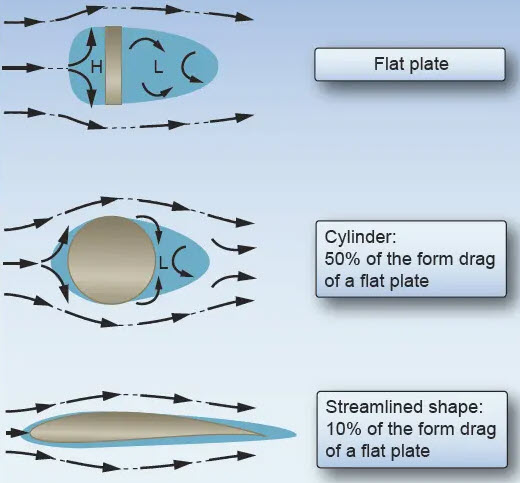 H
L
Flat plate
L
Cylinder:
50% of the form drag
of a flat plate
Streamlined shape:
10% of the form drag
of a flat plate